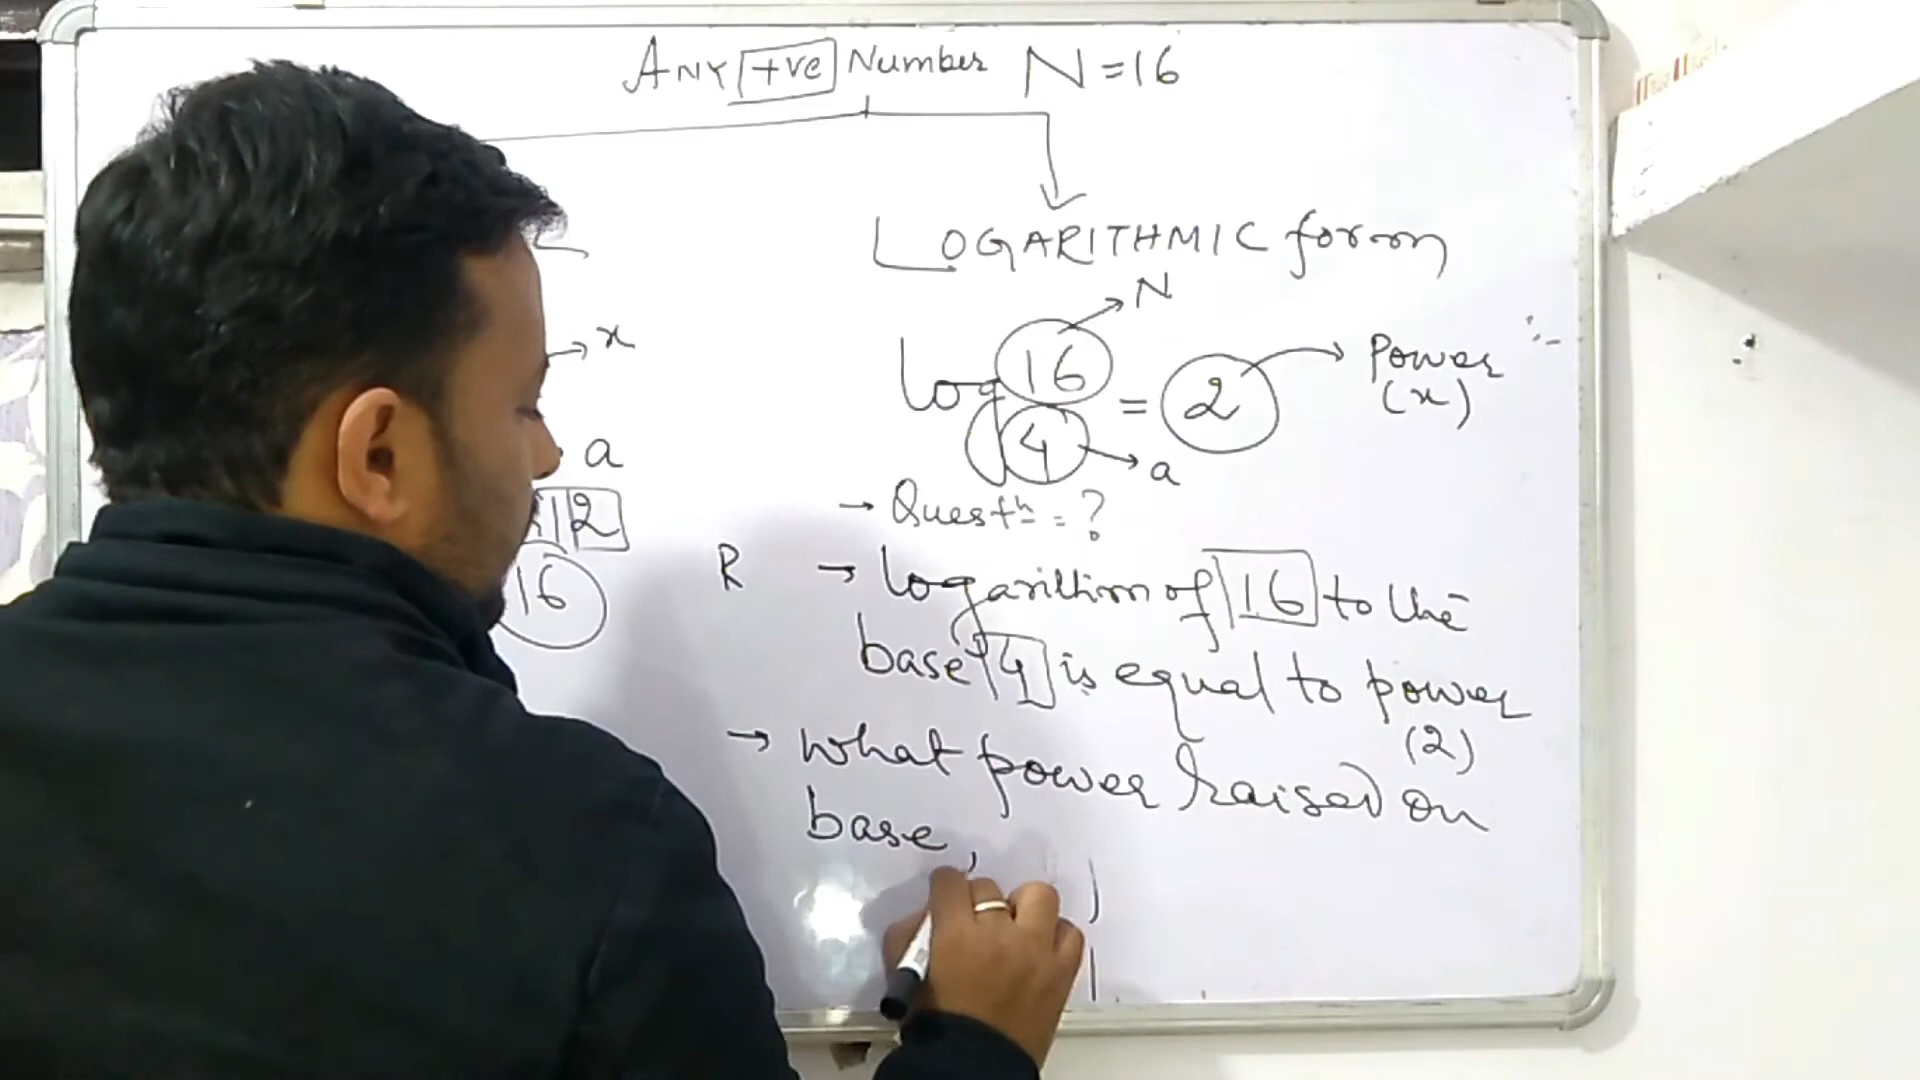 ANY +ve Number N=16
LOGARITHMIC form
N
log 16 = 2
4
Power
(x)
a
x
a
2
16
→ Questn = ?
R
→ logarithm of 16 to the
base 4 is equal to power
(2)
→ what power raised on
base,